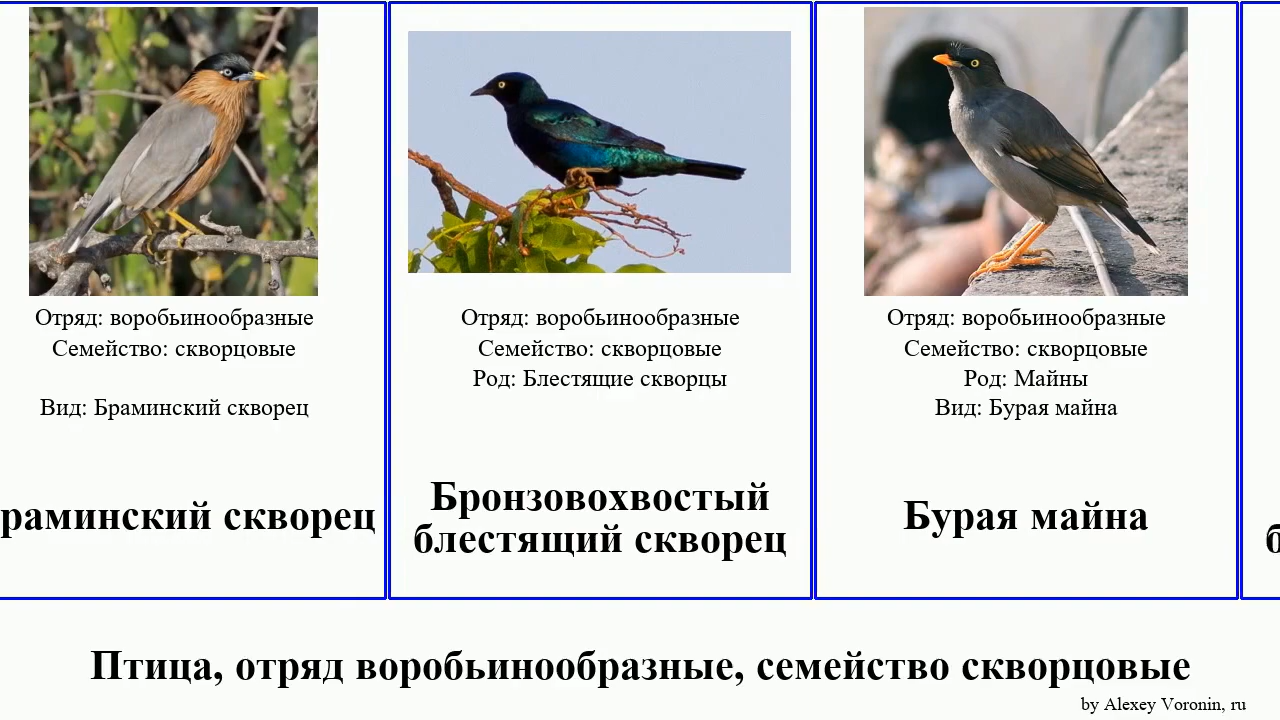 Отряд: воробьинообразные
Семейство: скворцовые
Вид: Браминский скворец
раминский скворец
Отряд: воробьинообразные
Семейство: скворцовые
Род: Блестящие скворцы
Бронзовохвостый
блестящий скворец
Отряд: воробьинообразные
Семейство: скворцовые
Род: Майны
Вид: Бурая майна
Бурая майна
б
Птица, отряд воробьинообразные, семейство скворцовые
by Alexey Voronin, ru